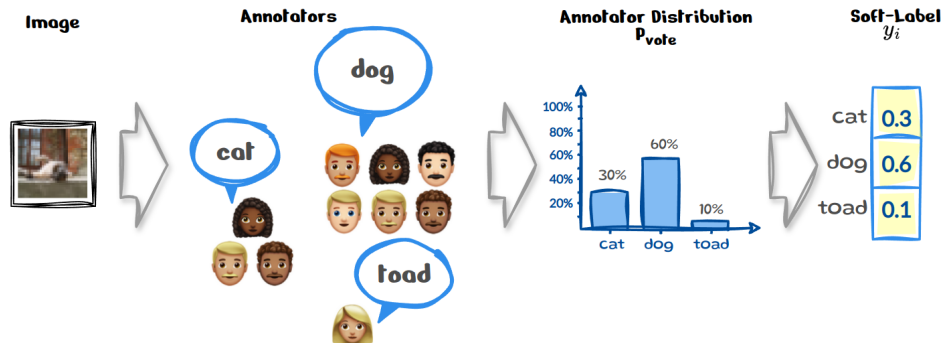 Image
Annotators
Annotator Distribution
Pvote
Soft-Label
yi
dog
cat
toad
100%
80%
60%
40%
20%
30%
60%
10%
cat
dog
toad
cat
0.3
dog
0.6
toad
0.1